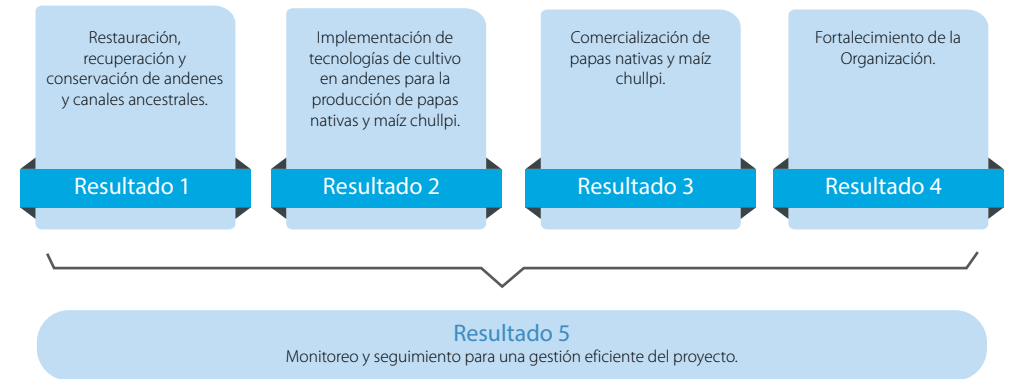 Restauración,
recuperación y
conservación de andenes
y canales ancestrales.
Resultado 1
Implementación de
tecnologías de cultivo
en andenes para la
producción de papas
nativas y maíz chullpi.
Resultado 2
Comercialización de
papas nativas y maíz
chullpi.
Resultado 3
Fortalecimiento de la
Organización.
Resultado 4
Resultado 5
Monitoreo y seguimiento para una gestión eficiente del proyecto.